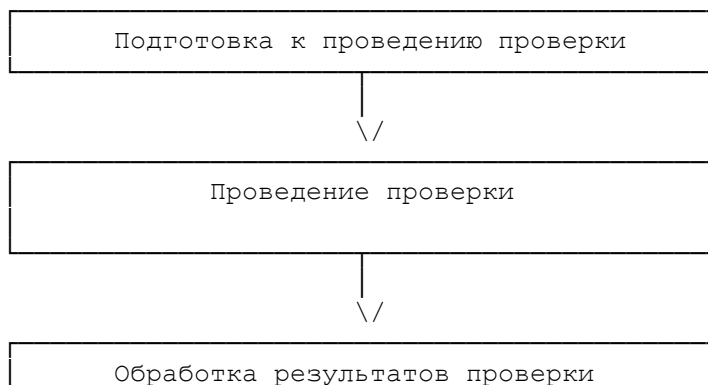 Подготовка к проведению проверки
\/
Проведение проверки
\/
Обработка результатов проверки